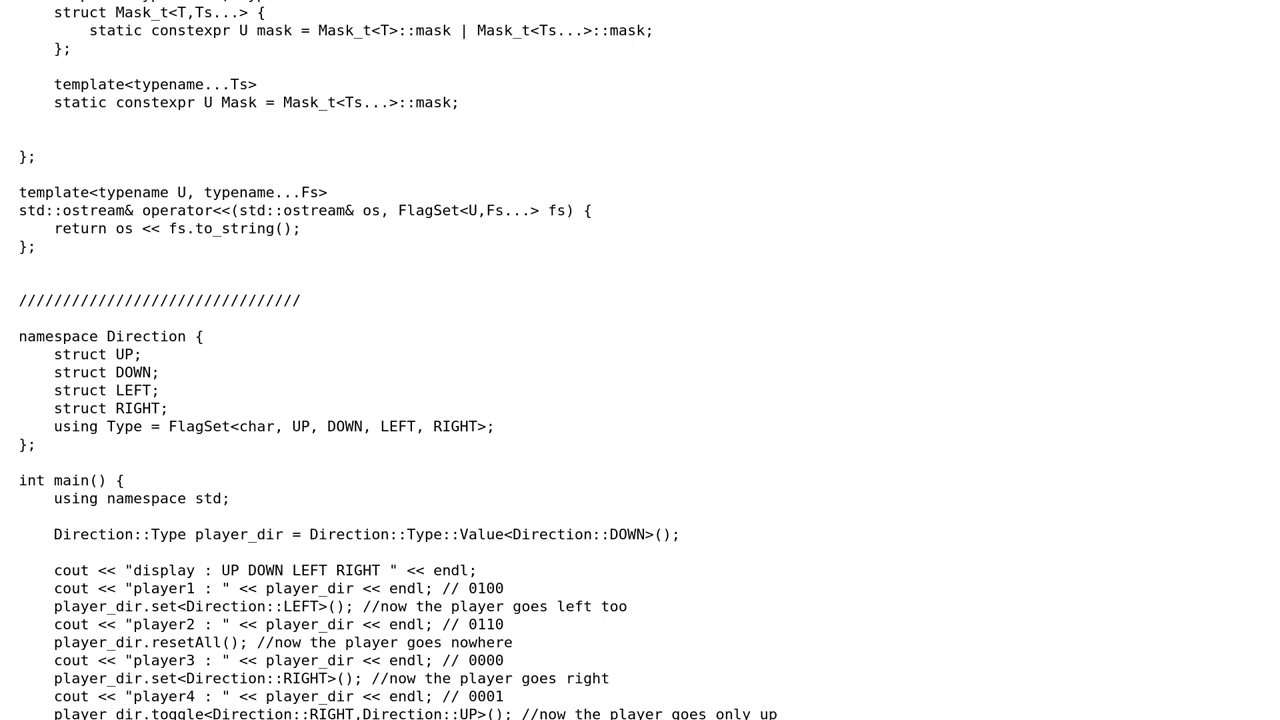 struct Mask_t<T,Ts...> {
static constexpr U mask = Mask_t<T>::mask | Mask_t<Ts...>::mask;
};
template<typename...Ts>
static constexpr U Mask = Mask_t<Ts...>::mask;
};
template<typename U, typename...Fs>
std::ostream& operator<<(std::ostream& os, FlagSet<U,Fs...> fs) {
return os << fs.to_string();
};
////////////////////////////////
namespace Direction {
struct UP;
struct DOWN;
struct LEFT;
struct RIGHT;
using Type = FlagSet<char, UP, DOWN, LEFT, RIGHT>;
};
int main() {
using namespace std;
Direction::Type player_dir = Direction::Type::Value<Direction::DOWN>();
cout << "display : UP DOWN LEFT RIGHT " << endl;
cout << "player1 : " << player_dir << endl; // 0100
player_dir.set<Direction::LEFT>(); //now the player goes left too
cout << "player2 : " << player_dir << endl; // 0110
player_dir.resetAll(); //now the player goes nowhere
cout << "player3 : " << player_dir << endl; // 0000
player_dir.set<Direction::RIGHT>(); //now the player goes right
cout << "player4 : " << player_dir << endl; // 0001
player_dir.toggle<Direction::RIGHT,Direction::UP>(); //now the player goes only up